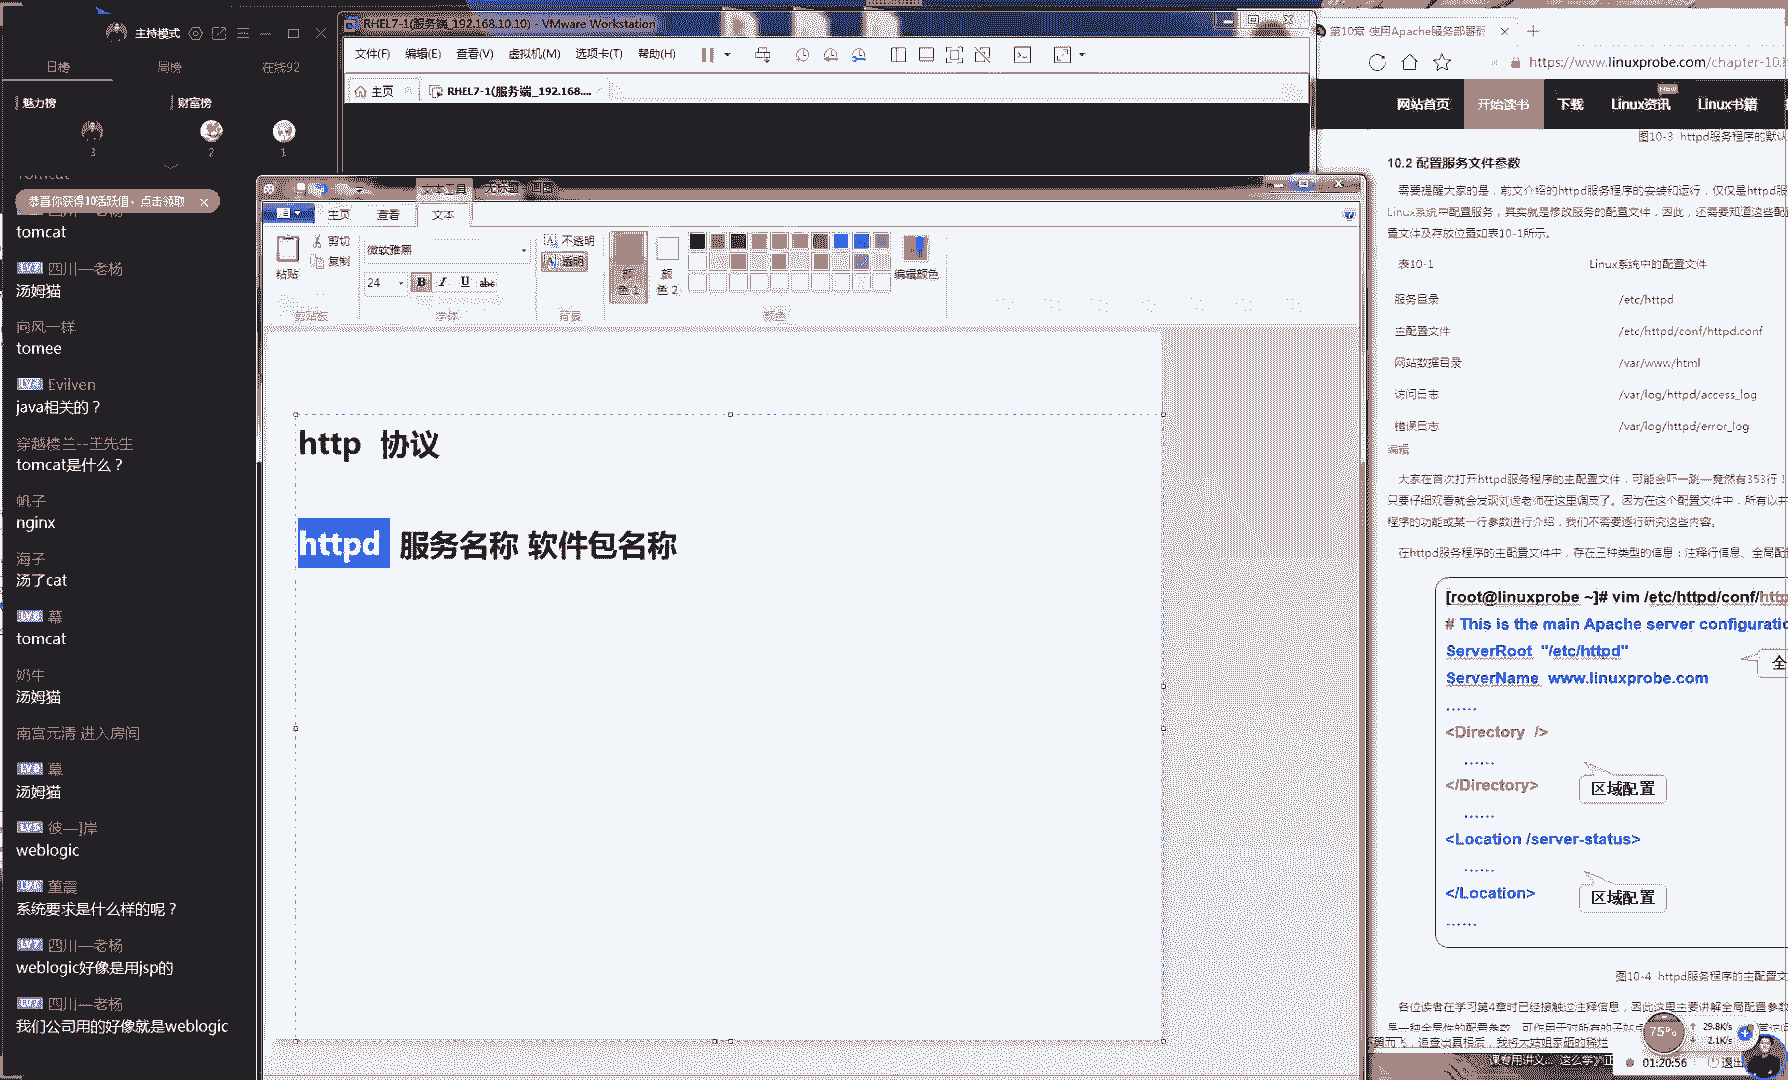 主持模式
日榜 周榜 在线92
魅力榜 财富榜
3 2 1
恭喜你获得10活跃值，点击领取
四川—老杨
tomcat
四川—老杨
汤姆猫
向风一样
tomee
Evilven
java相关的？
穿越楼兰--王先生
tomcat是什么？
帆子
nginx
海子
汤了cat
幕
tomcat
奶牛
汤姆猫
南宫元清 进入房间
幕
汤姆猫
彼—]岸
weblogic
董震
系统要求是什么样的呢？
LV7 四川—老杨
weblogic好像是用jsp的
四川—老杨
我们公司用的好像就是weblogic
RHEL7-1(服务端_192.168.10.10) - VMware Workstation
文件(F) 编辑(E) 查看(V) 虚拟机(M) 选项卡(T) 帮助(H)
主页 RHEL7-1(服务端_192.168....
文本工具 无标题 - 画图
主页 查看 文本
粘贴 剪切 复制
微软雅黑
24 B I U abc
不透明
透明
颜色 1
颜色 2
编辑颜色
剪贴板 字体 背景 颜色
http 协议
httpd 服务名称 软件包名称
第10章 使用Apache服务部署
https://www.linuxprobe.com/chapter-10.
网站首页 开始读书 下载 Linux资讯 NEW Linux书籍
图10-3 httpd服务程序的默认
10.2 配置服务文件参数
需要提醒大家的是，前文介绍的httpd服务程序的安装和运行，仅仅是httpd服
Linux系统中配置服务，其实就是修改服务的配置文件，因此，还需要知道这些配
置文件及存放位置如表10-1所示。
表10-1 Linux系统中的配置文件
服务目录 /etc/httpd
主配置文件 /etc/httpd/conf/httpd.conf
网站数据目录 /var/www/html
访问日志 /var/log/httpd/access_log
错误日志 /var/log/httpd/error_log
编辑
大家在首次打开httpd服务程序的主配置文件，可能会吓一跳—竟然有353行！
只要仔细观看就会发现刘遄老师在这里调皮了。因为在这个配置文件中，所有以井
程序的功能或某一行参数进行介绍，我们不需要逐行研究这些内容。
在httpd服务程序的主配置文件中，存在三种类型的信息：注释行信息、全局配
[root@linuxprobe ~]# vim /etc/httpd/conf/http
# This is the main Apache server configuratio
ServerRoot "/etc/httpd"
全
ServerName www.linuxprobe.com
......
<Directory />
......
</Directory>
区域配置
......
<Location /server-status>
......
</Location>
区域配置
......
图10-4 httpd服务程序的主配置文
各位读者在学习第4章时已经接触过注释信息，因此这里主要讲解全局配置参数
是一种全局性的配置参数，可作用于对所有的子站点
75% 29.8K/s
2.1K/s
01:20:56 退出